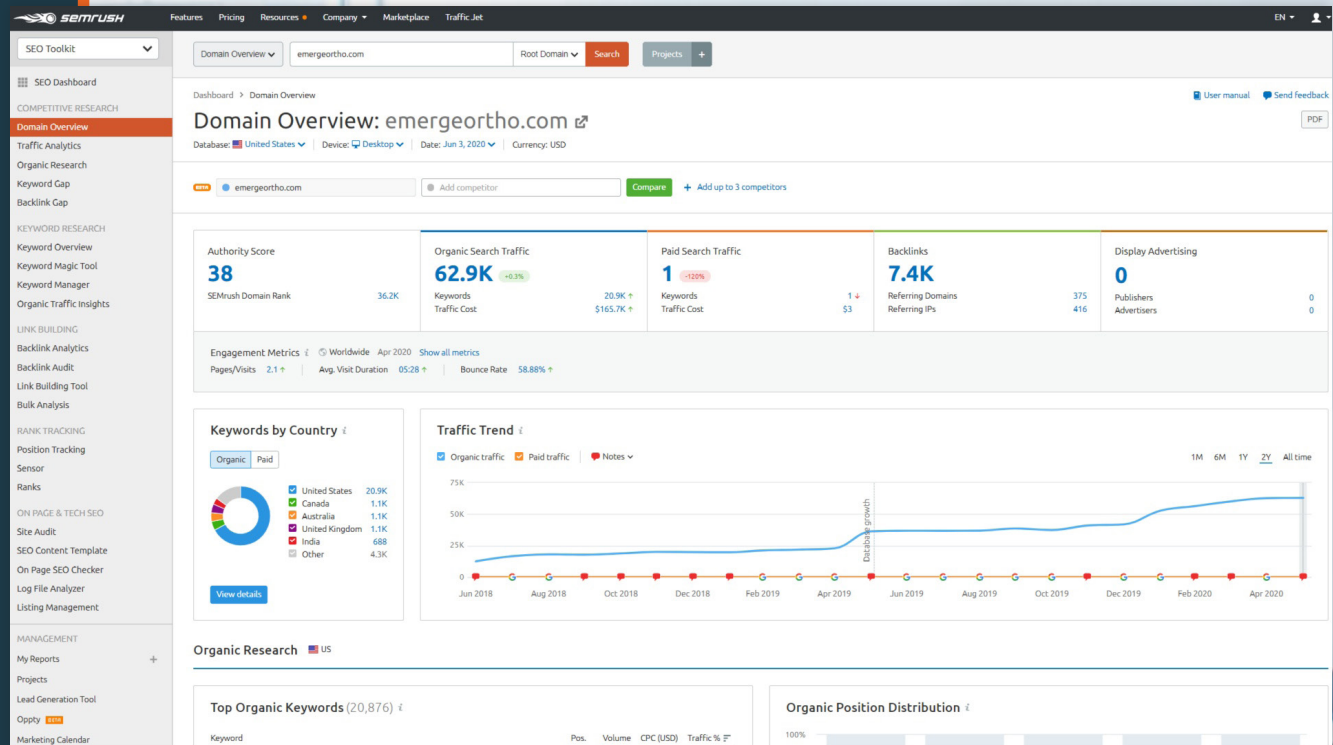 SEMRUSH
Features Pricing Resources Company Marketplace Traffic Jet EN
SEO Toolkit
SEO Dashboard
COMPETITIVE RESEARCH
Domain Overview
Traffic Analytics
Organic Research
Keyword Gap
Backlink Gap
KEYWORD RESEARCH
Keyword Overview
Keyword Magic Tool
Keyword Manager
Organic Traffic Insights
LINK BUILDING
Backlink Analytics
Backlink Audit
Link Building Tool
Bulk Analysis
RANK TRACKING
Position Tracking
Sensor
Ranks
ON PAGE & TECH SEO
Site Audit
SEO Content Template
On Page SEO Checker
Log File Analyzer
Listing Management
MANAGEMENT
My Reports +
Projects
Lead Generation Tool
Oppty BETA
Marketing Calendar
Domain Overview emergeortho.com Root Domain Search Projects +
Dashboard > Domain Overview User manual Send feedback
Domain Overview: emergeortho.com PDF
Database: United States Device: Desktop Date: Jun 3, 2020 Currency: USD
BETA emergeortho.com Add competitor Compare + Add up to 3 competitors
Authority Score
38
SEMrush Domain Rank 36.2K
Organic Search Traffic
62.9K +0.3%
Keywords 20.9K ↑
Traffic Cost $165.7K ↑
Paid Search Traffic
1 -120%
Keywords 1 ↓
Traffic Cost $3
Backlinks
7.4K
Referring Domains 375
Referring IPs 416
Display Advertising
0
Publishers 0
Advertisers 0
Engagement Metrics i Worldwide Apr 2020 Show all metrics
Pages/Visits 2.1 ↑ Avg. Visit Duration 05:28 ↑ Bounce Rate 58.88% ↑
Keywords by Country i
Organic Paid
United States 20.9K
Canada 1.1K
Australia 1.1K
United Kingdom 1.1K
India 688
Other 4.3K
View details
Traffic Trend i
Organic traffic Paid traffic Notes 1M 6M 1Y 2Y All time
75K
50K
25K
0
Database growth
G G G G G G G G G G G G G
Jun 2018 Aug 2018 Oct 2018 Dec 2018 Feb 2019 Apr 2019 Jun 2019 Aug 2019 Oct 2019 Dec 2019 Feb 2020 Apr 2020
Organic Research US
Top Organic Keywords (20,876) i
Keyword Pos. Volume CPC (USD) Traffic %
Organic Position Distribution i
100%